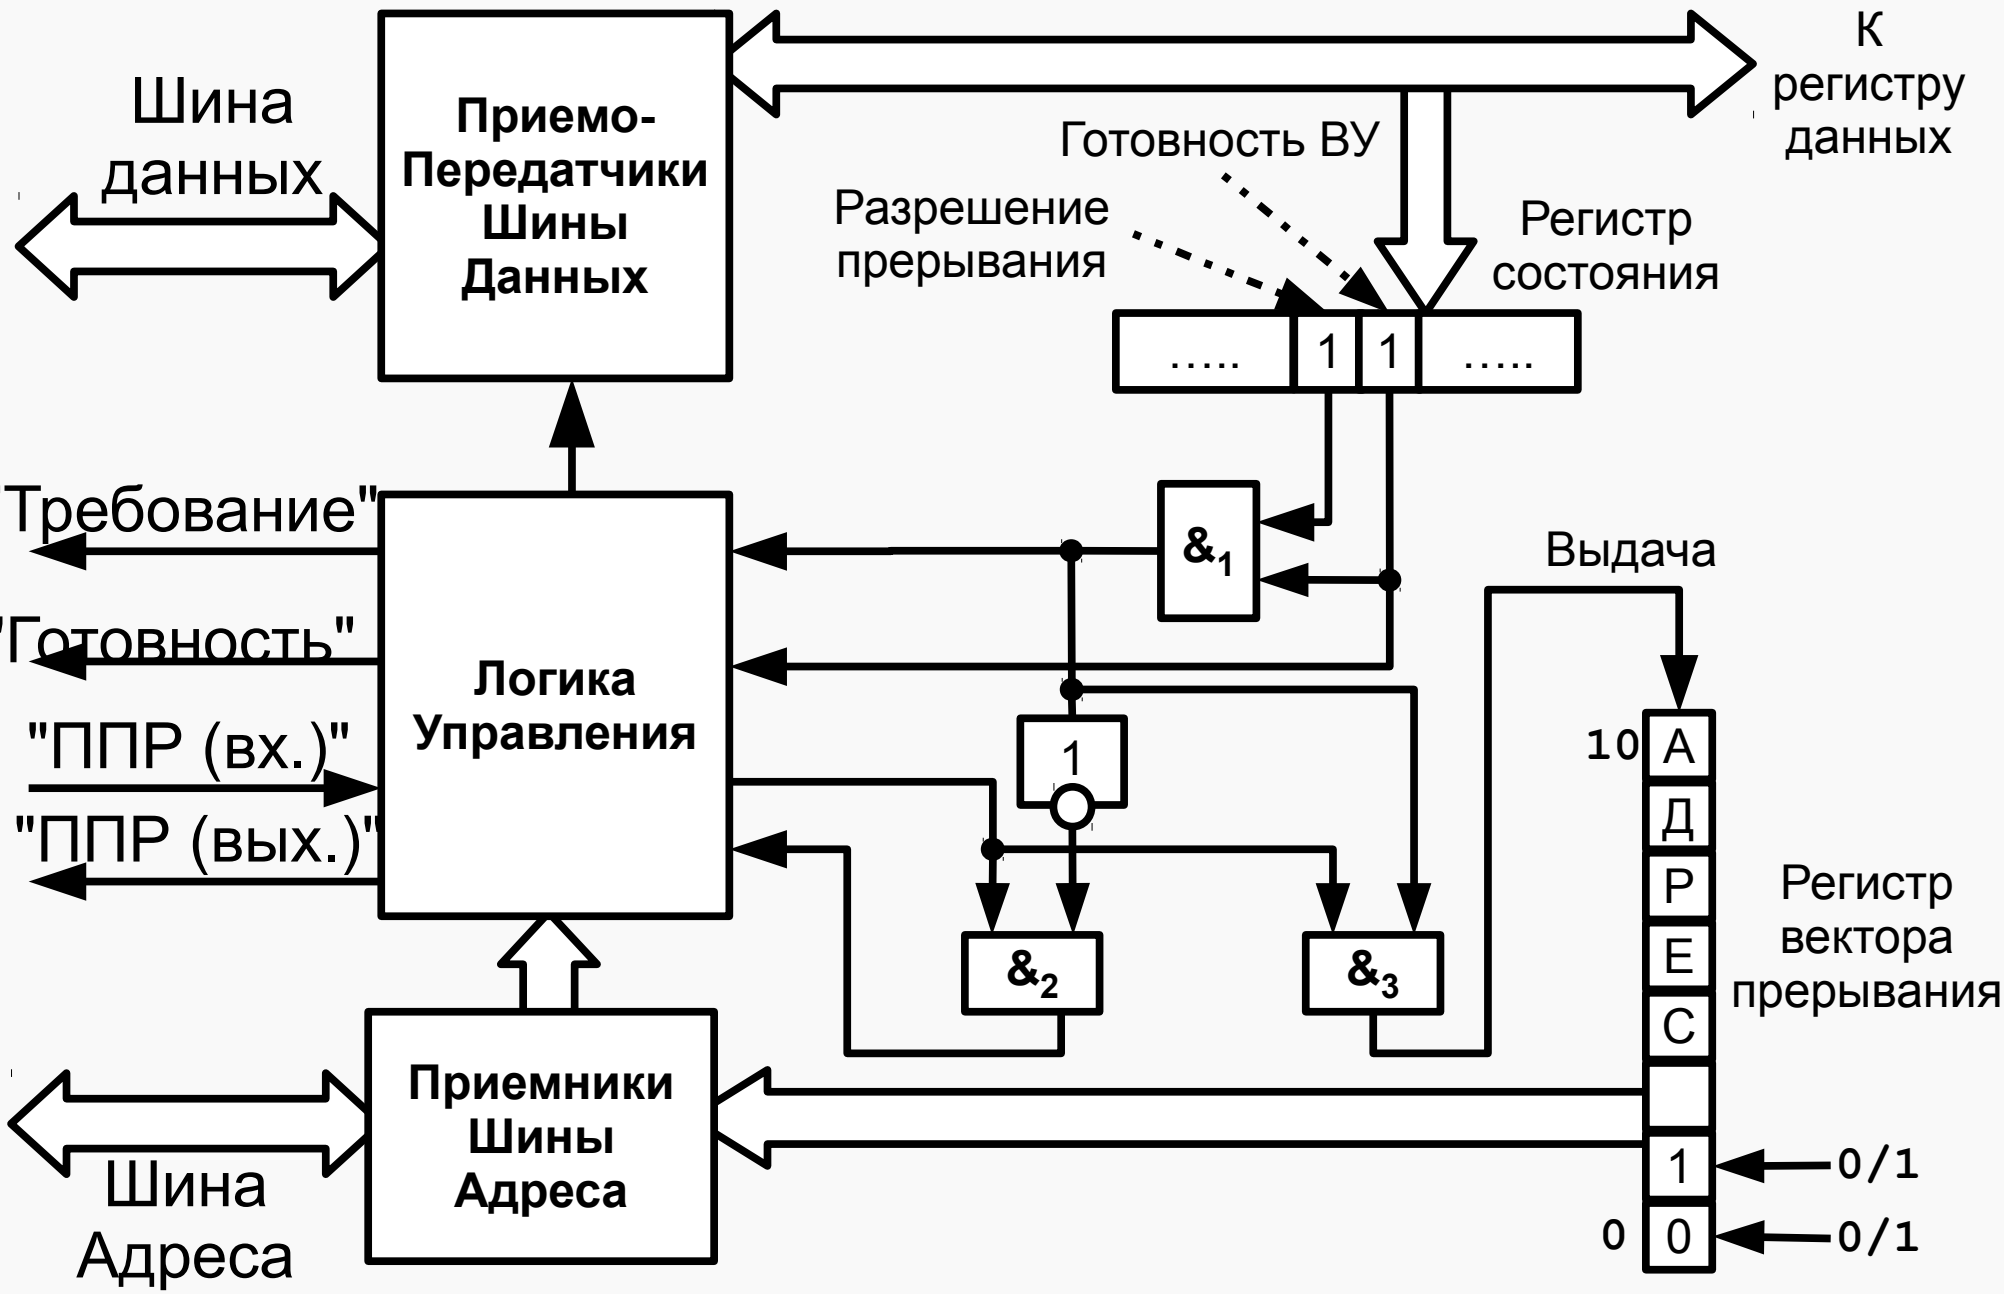 К
регистру
данных
Шина
данных
Приемо-
Передатчики
Шины
Данных
Готовность ВУ
Разрешение
прерывания
Регистр
состояния
..... 1 1 .....
"Требование"
"Готовность"
"ППР (вх.)"
"ППР (вых.)"
Логика
Управления
&1
1
&2
&3
Выдача
10 А
Д
Р
Е
С
1 0/1
0 0 0/1
Регистр
вектора
прерывания
Приемники
Шины
Адреса
Шина
Адреса